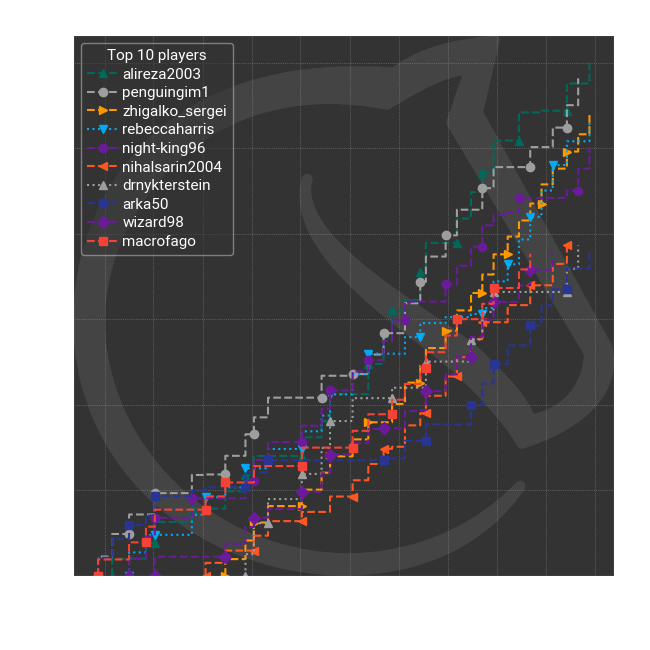 Top 10 players
alireza2003
penguingim1
zhigalko_sergei
rebeccaharris
night-king96
nihalsarin2004
drnykterstein
arka50
wizard98
macrofago